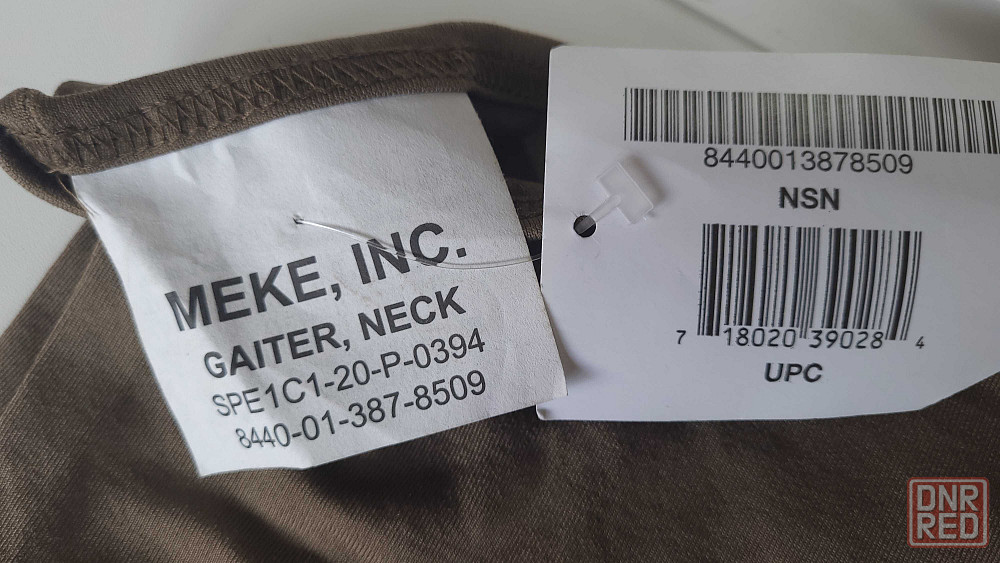 MEKE, INC.
GAITER, NECK
SPE1C1-20-P-0394
8440-01-387-8509
8440013878509
NSN
7 18020 39028 4
UPC
DNR
RED